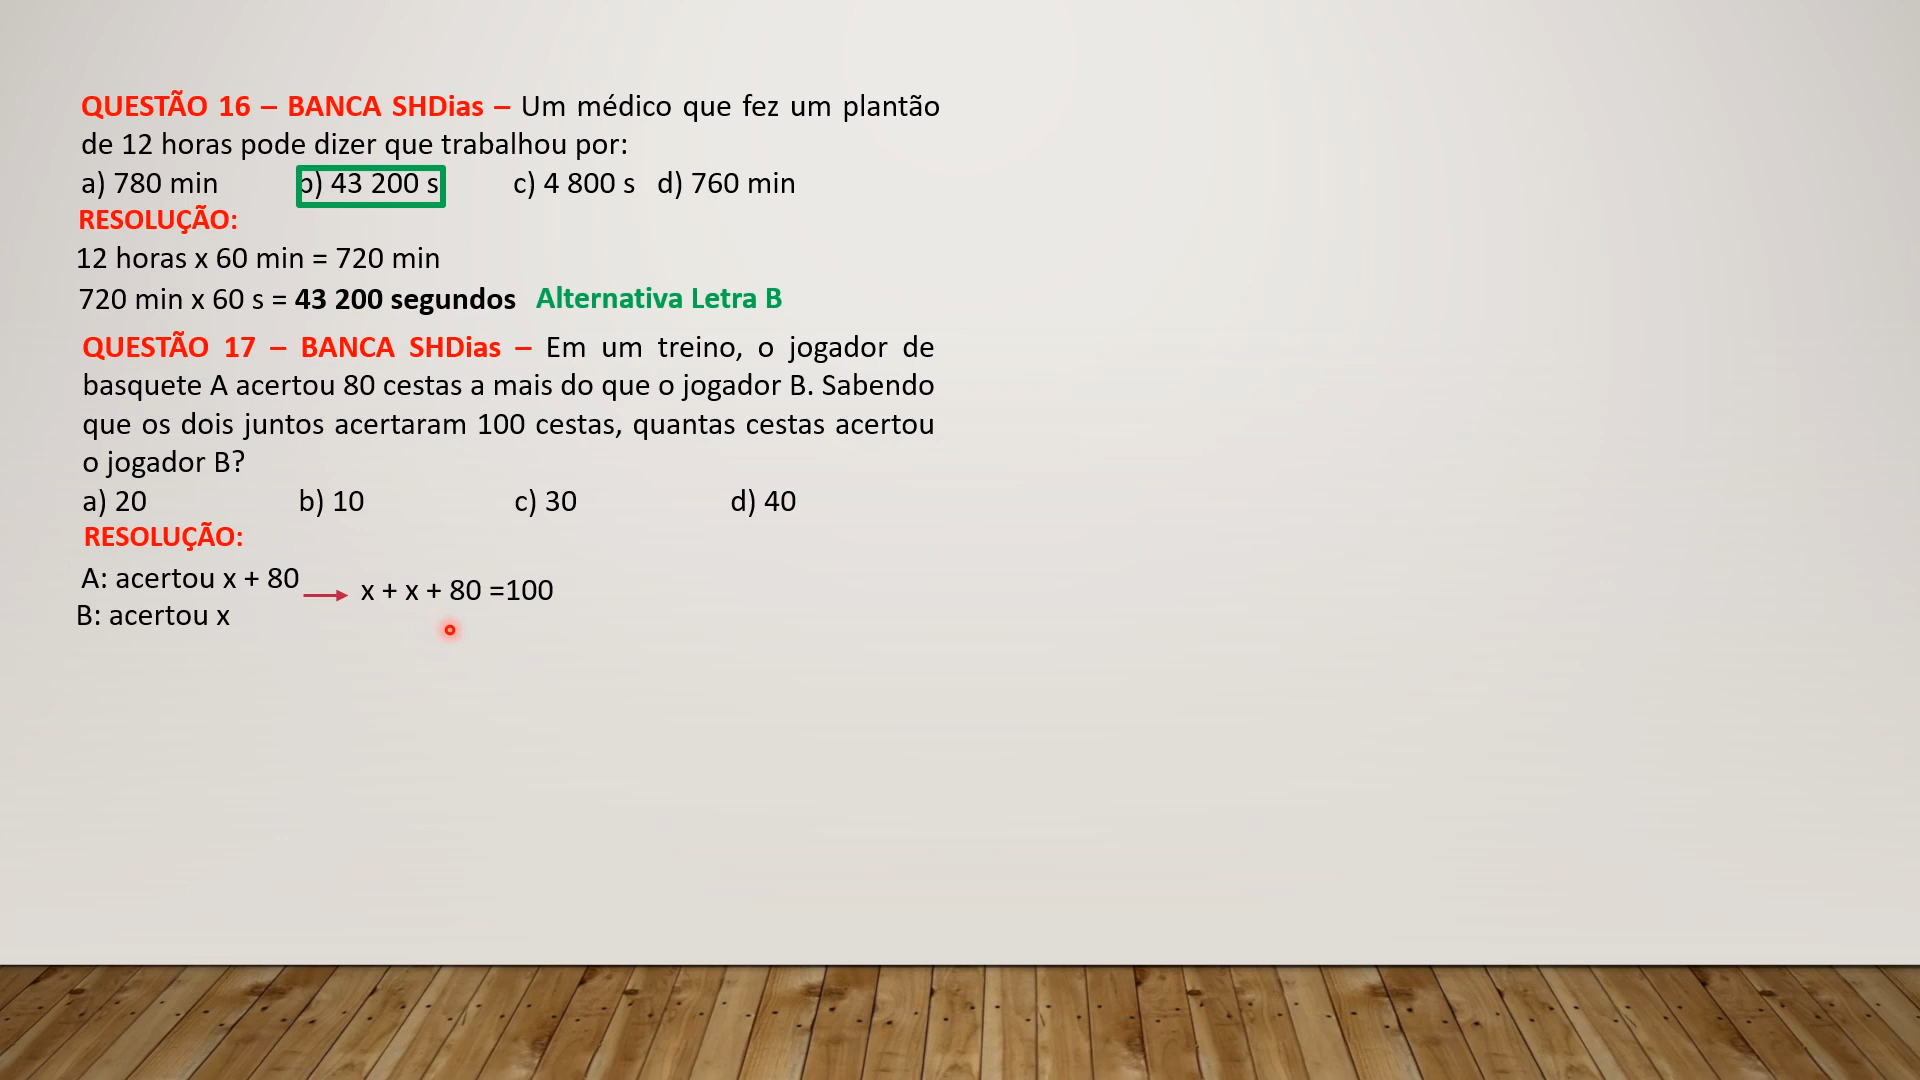 QUESTÃO 16 – BANCA SHDias – Um médico que fez um plantão
de 12 horas pode dizer que trabalhou por:
a) 780 min b) 43 200 s c) 4 800 s d) 760 min
RESOLUÇÃO:
12 horas x 60 min = 720 min
720 min x 60 s = 43 200 segundos Alternativa Letra B
QUESTÃO 17 – BANCA SHDias – Em um treino, o jogador de
basquete A acertou 80 cestas a mais do que o jogador B. Sabendo
que os dois juntos acertaram 100 cestas, quantas cestas acertou
o jogador B?
a) 20 b) 10 c) 30 d) 40
RESOLUÇÃO:
A: acertou x + 80
x + x + 80 =100
B: acertou x